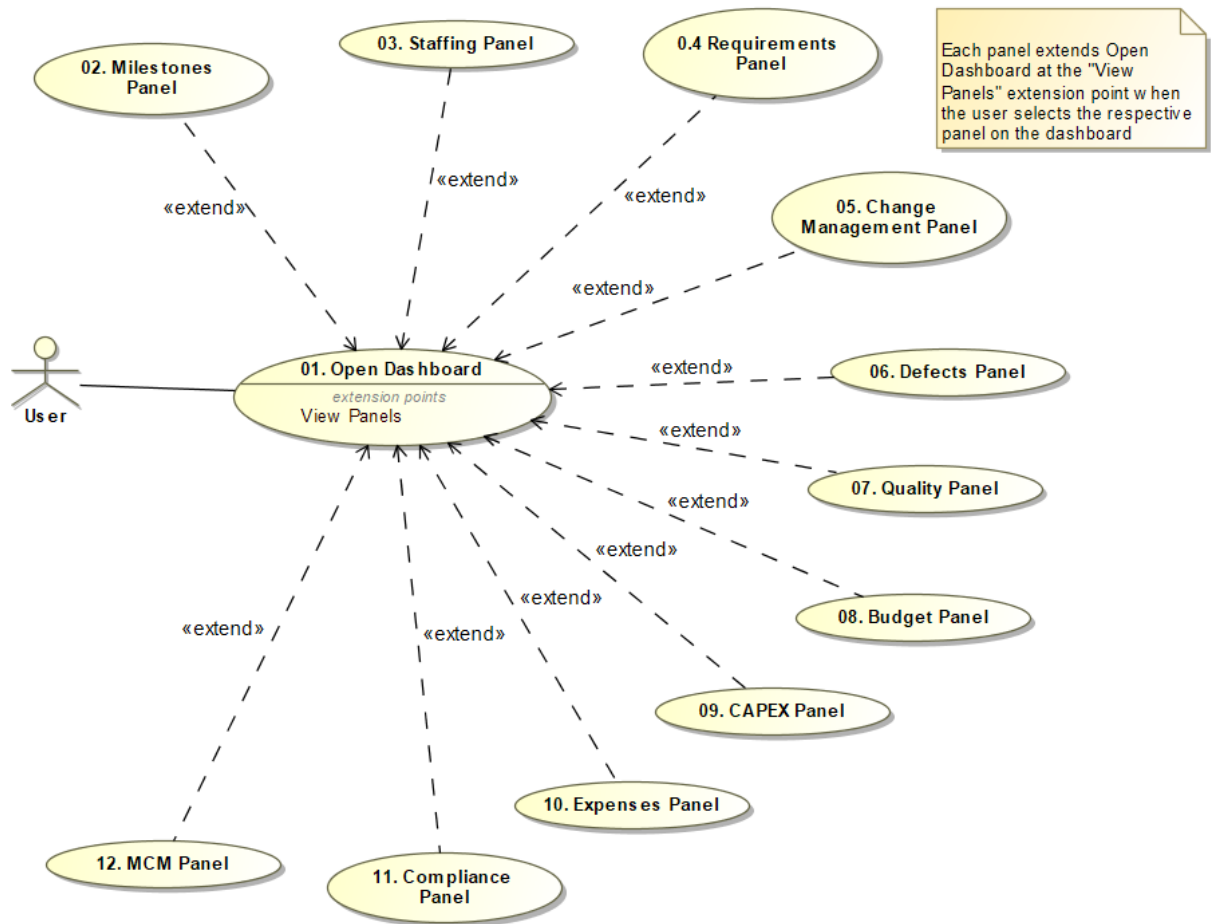 03. Staffing Panel
0.4 Requirements
Panel
02. Milestones
Panel
Each panel extends Open
Dashboard at the "View
Panels" extension point when
the user selects the respective
panel on the dashboard
«extend»
«extend»
«extend»
05. Change
Management Panel
«extend»
01. Open Dashboard
extension points
View Panels
User
«extend»
06. Defects Panel
«extend»
07. Quality Panel
«extend»
08. Budget Panel
«extend»
09. CAPEX Panel
«extend»
10. Expenses Panel
«extend»
11. Compliance
Panel
«extend»
12. MCM Panel